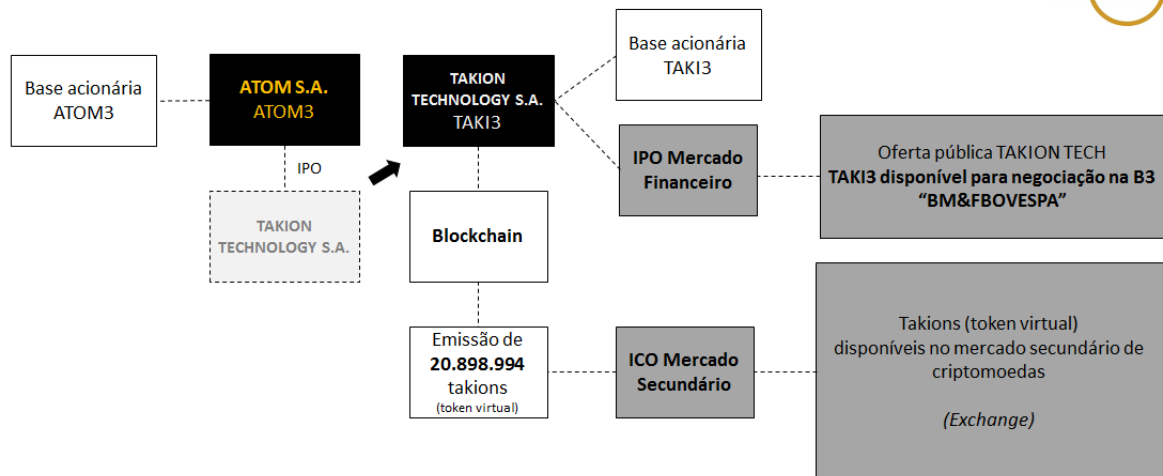 Base acionária
ATOM3
ATOM S.A.
ATOM3
IPO
TAKION
TECHNOLOGY S.A.
TAKION
TECHNOLOGY S.A.
TAKI3
Base acionária
TAKI3
IPO Mercado
Financeiro
Oferta pública TAKION TECH
TAKI3 disponível para negociação na B3
“BM&FBOVESPA”
Blockchain
Emissão de
20.898.994
takions
(token virtual)
ICO Mercado
Secundário
Takions (token virtual)
disponíveis no mercado secundário de
criptomoedas
(Exchange)